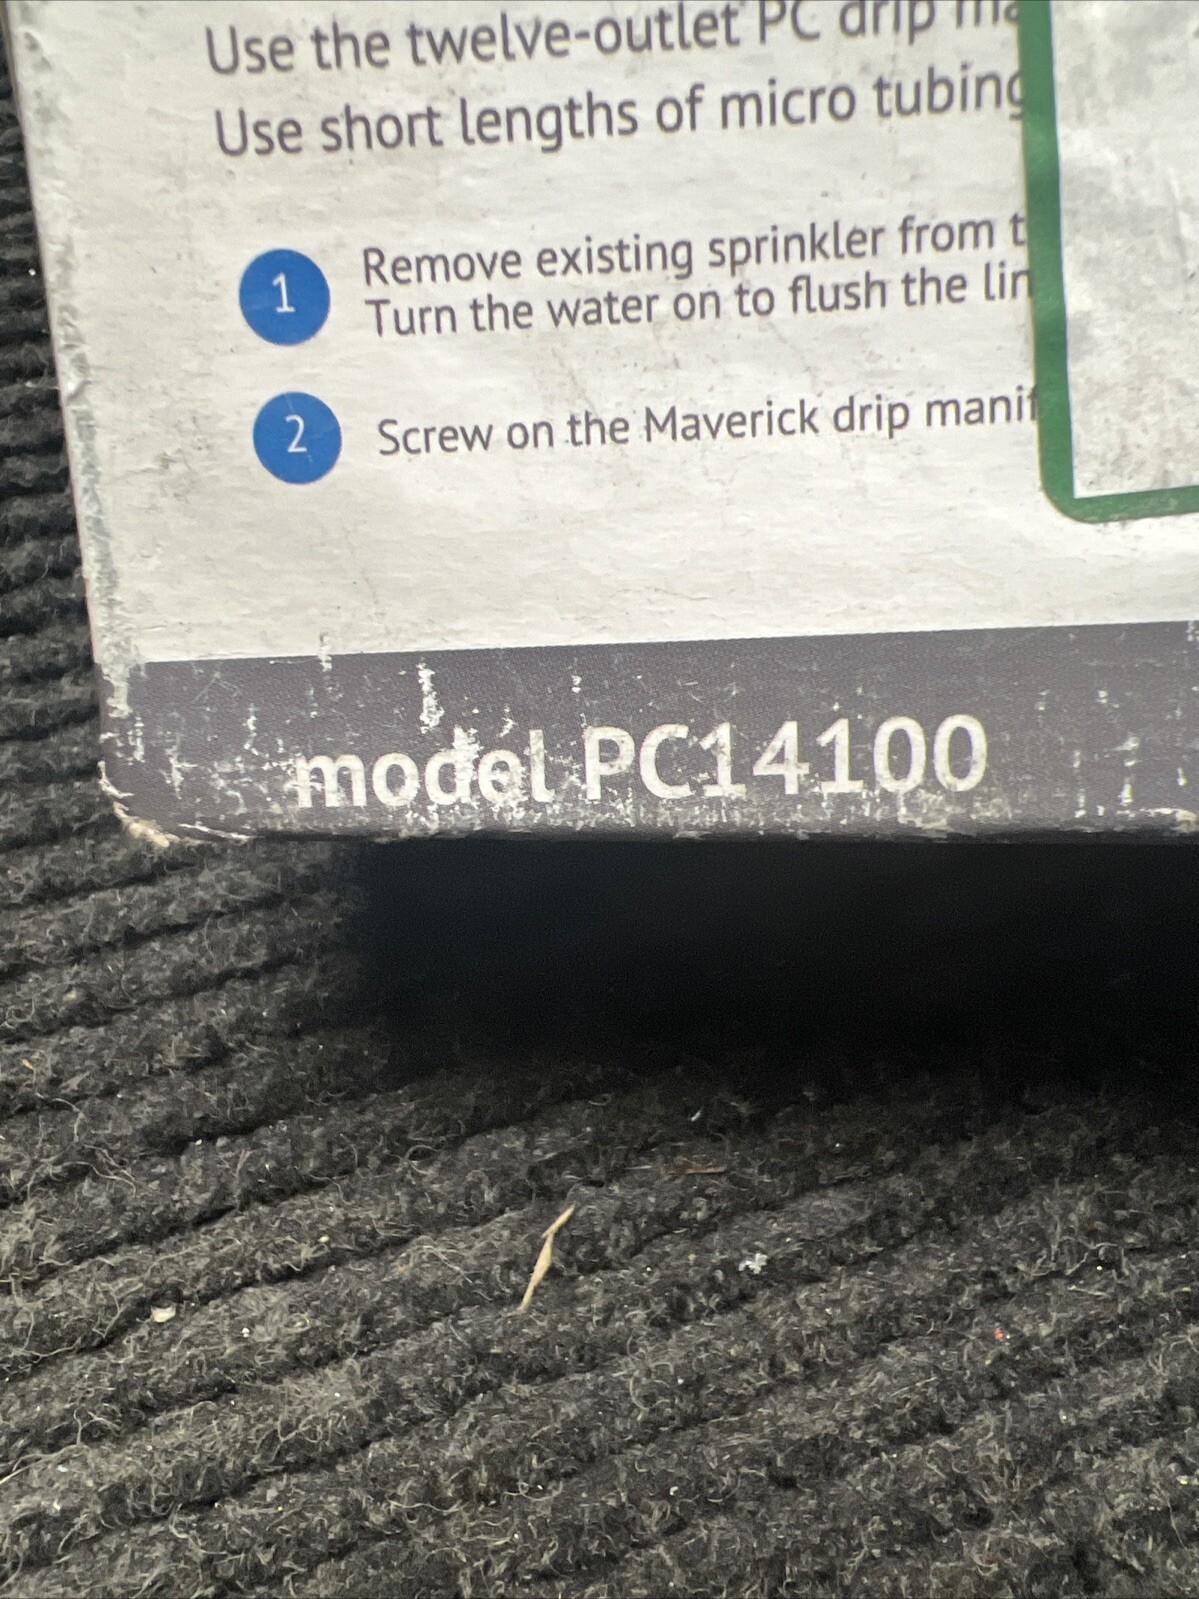 Use the twelve-outlet PC drip
Use short lengths of micro tubing
1
Remove existing sprinkler from
Turn the water on to flush the
2
Screw on the Maverick drip
model PC14100